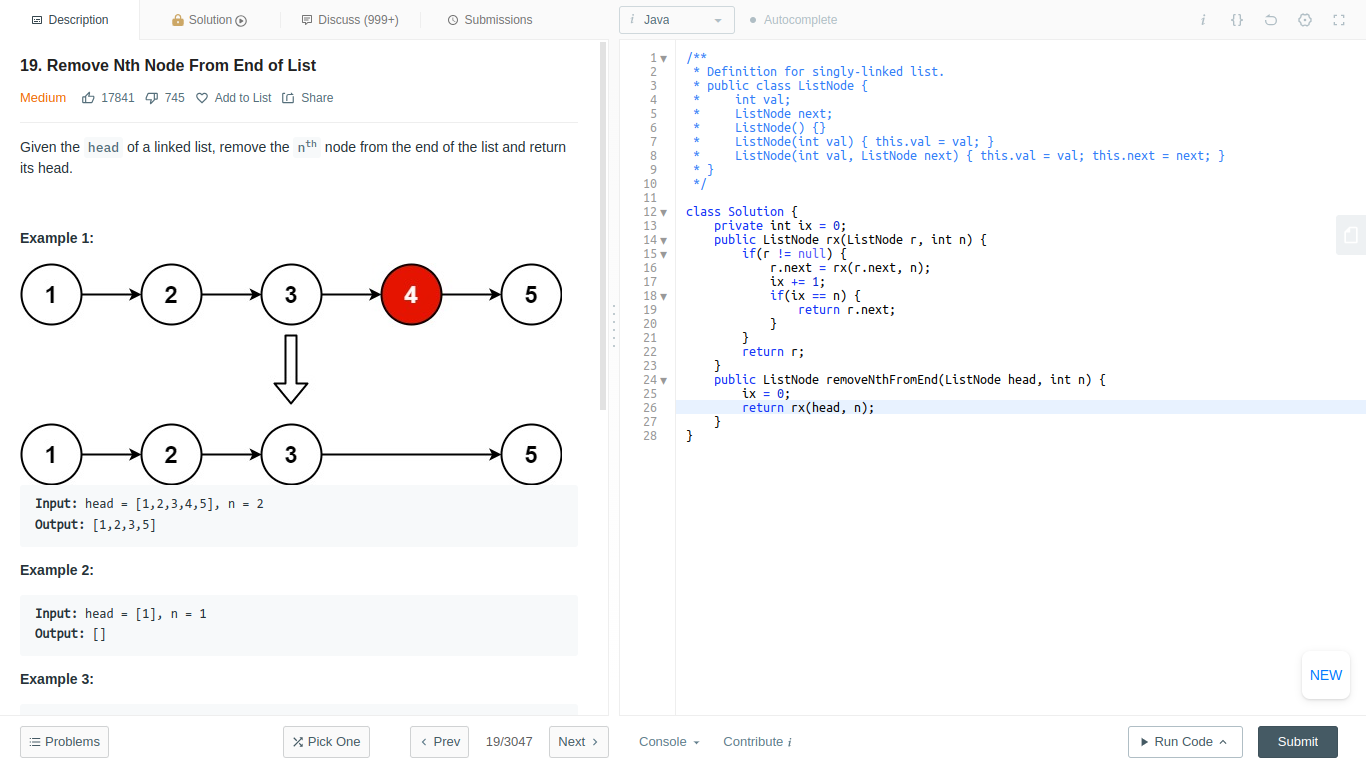 Description
Solution
Discuss (999+)
Submissions
i Java
Autocomplete
i {}
19. Remove Nth Node From End of List
Medium 17841 745 Add to List Share
Given the head of a linked list, remove the nth node from the end of the list and return
its head.
Example 1:
1 2 3 4 5
1 2 3 5
Input: head = [1,2,3,4,5], n = 2
Output: [1,2,3,5]
Example 2:
Input: head = [1], n = 1
Output: []
Example 3:
1 /**
2 * Definition for singly-linked list.
3 * public class ListNode {
4 *     int val;
5 *     ListNode next;
6 *     ListNode() {}
7 *     ListNode(int val) { this.val = val; }
8 *     ListNode(int val, ListNode next) { this.val = val; this.next = next; }
9 * }
10 */
11
12 class Solution {
13     private int ix = 0;
14     public ListNode rx(ListNode r, int n) {
15         if(r != null) {
16             r.next = rx(r.next, n);
17             ix += 1;
18             if(ix == n) {
19                 return r.next;
20             }
21         }
22         return r;
23     }
24     public ListNode removeNthFromEnd(ListNode head, int n) {
25         ix = 0;
26         return rx(head, n);
27     }
28 }
NEW
Problems
Pick One
Prev
19/3047
Next
Console
Contribute i
Run Code
Submit